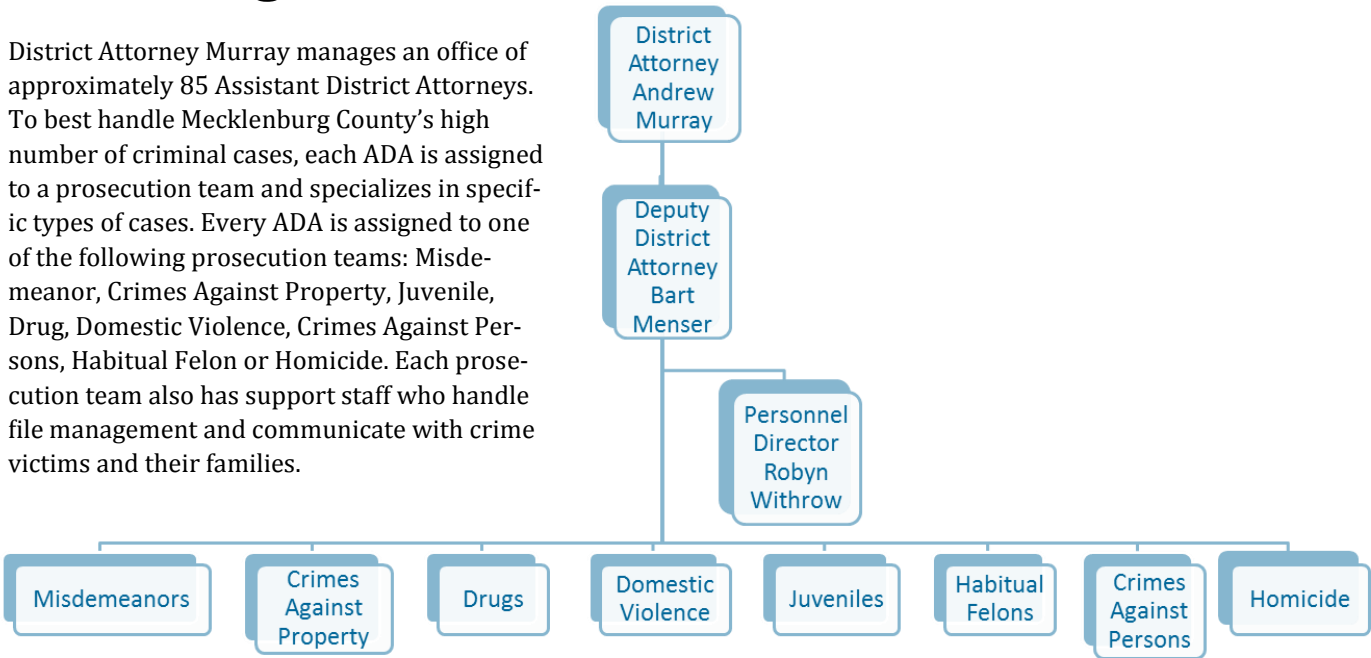 District Attorney Murray manages an office of
approximately 85 Assistant District Attorneys.
To best handle Mecklenburg County’s high
number of criminal cases, each ADA is assigned
to a prosecution team and specializes in specif-
ic types of cases. Every ADA is assigned to one
of the following prosecution teams: Misde-
meanor, Crimes Against Property, Juvenile,
Drug, Domestic Violence, Crimes Against Per-
sons, Habitual Felon or Homicide. Each prose-
cution team also has support staff who handle
file management and communicate with crime
victims and their families.
District
Attorney
Andrew
Murray
Deputy
District
Attorney
Bart
Menser
Personnel
Director
Robyn
Withrow
Misdemeanors
Crimes
Against
Property
Drugs
Domestic
Violence
Juveniles
Habitual
Felons
Crimes
Against
Persons
Homicide